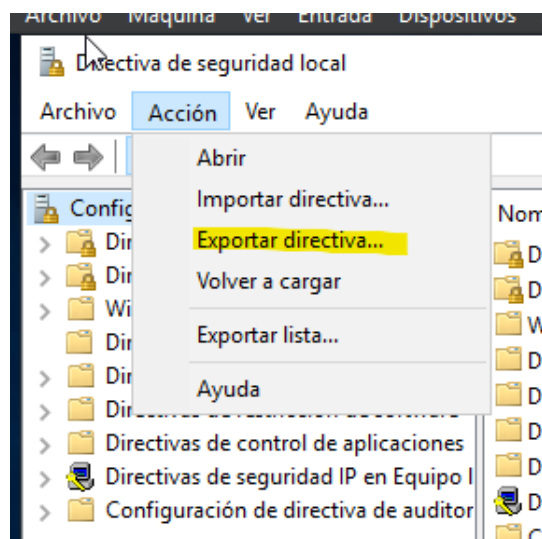 Archivo Máquina Ver Entrada Dispositivos
Directiva de seguridad local
Archivo Acción Ver Ayuda
Abrir
Importar directiva...
Exportar directiva...
Volver a cargar
Exportar lista...
Ayuda
Config
Dir
Dir
Wi
Dir
Dir
Directivas de control de aplicaciones
Directivas de seguridad IP en Equipo l
Configuración de directiva de auditor
Nom
D
D
W
D
D
D
D
D